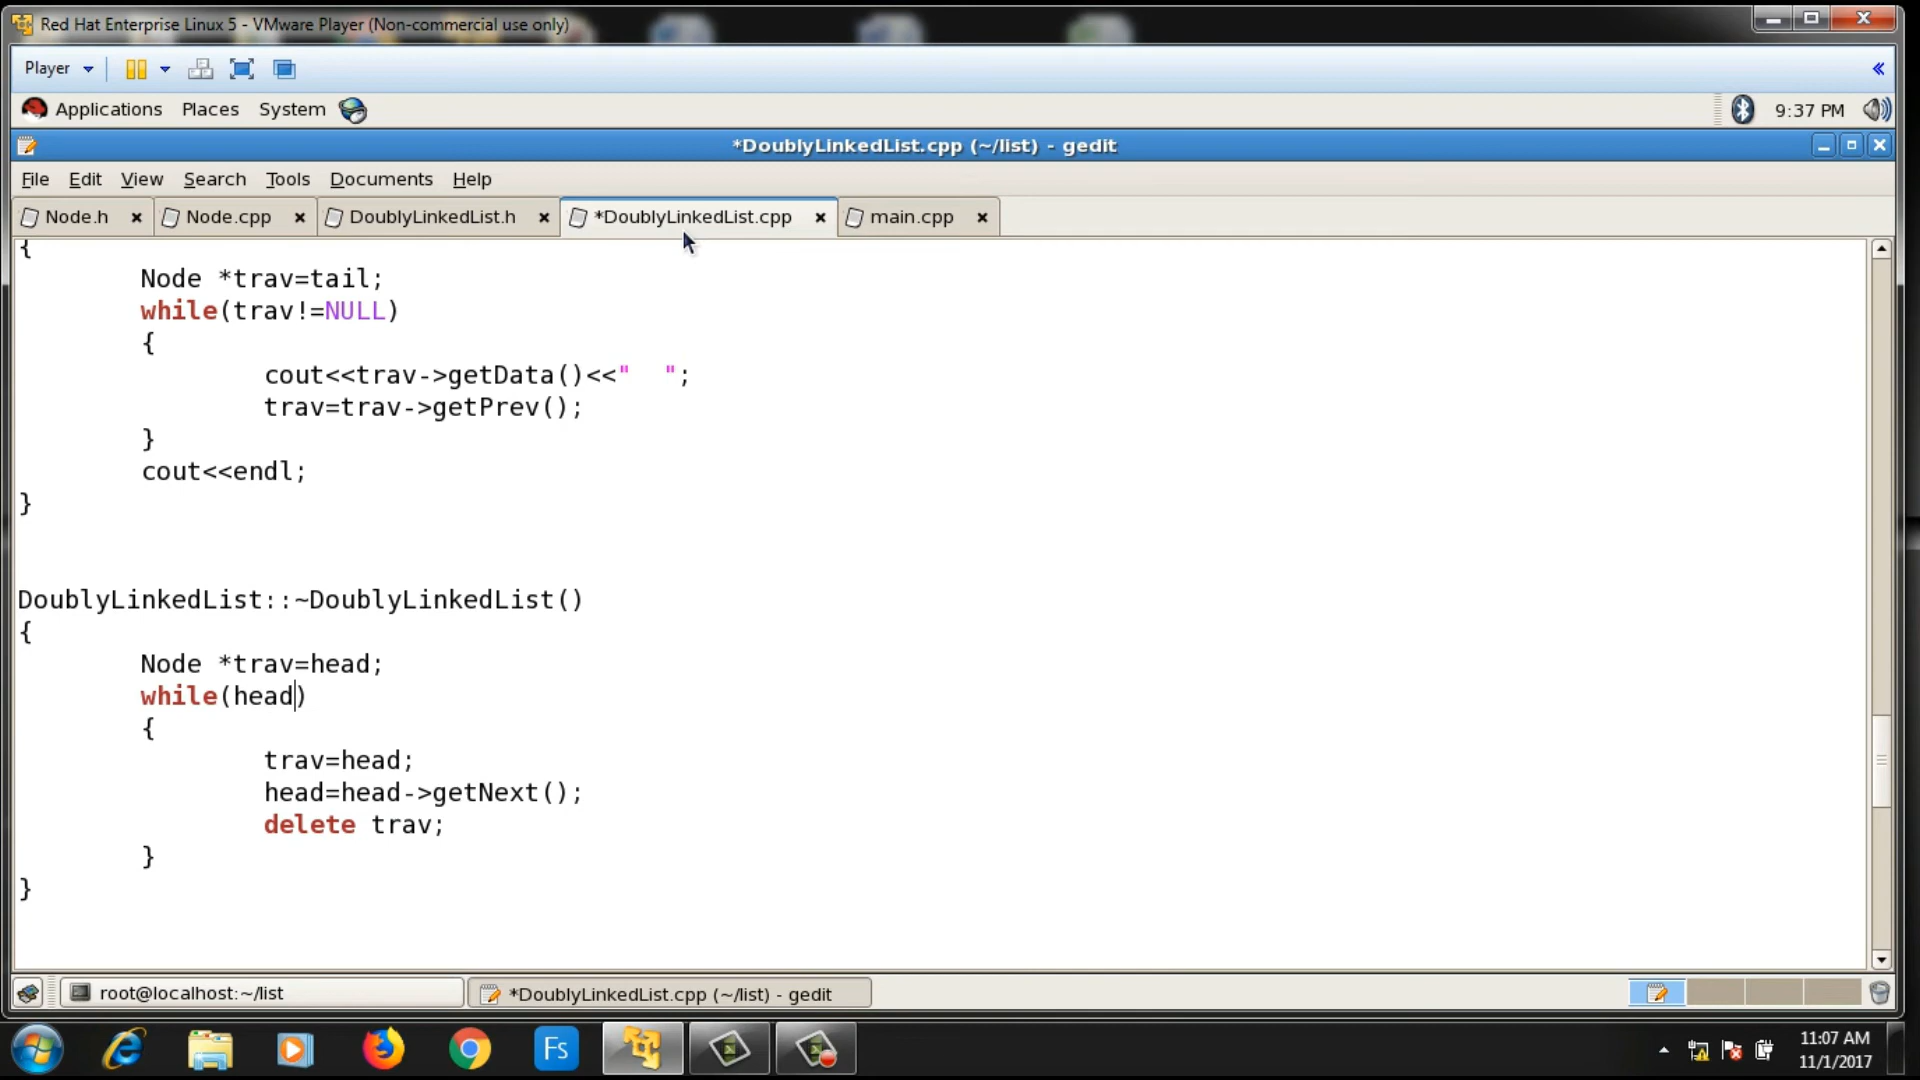 Red Hat Enterprise Linux 5 - VMware Player (Non-commercial use only)
Player
Applications Places System 9:37 PM
*DoublyLinkedList.cpp (~/list) - gedit
File Edit View Search Tools Documents Help
Node.h Node.cpp DoublyLinkedList.h *DoublyLinkedList.cpp main.cpp
{
Node *trav=tail;
while(trav!=NULL)
{
cout<<trav->getData()<<"  ";
trav=trav->getPrev();
}
cout<<endl;
}
DoublyLinkedList::~DoublyLinkedList()
{
Node *trav=head;
while(head)
{
trav=head;
head=head->getNext();
delete trav;
}
}
root@localhost:~/list *DoublyLinkedList.cpp (~/list) - gedit
Fs
11:07 AM
11/1/2017